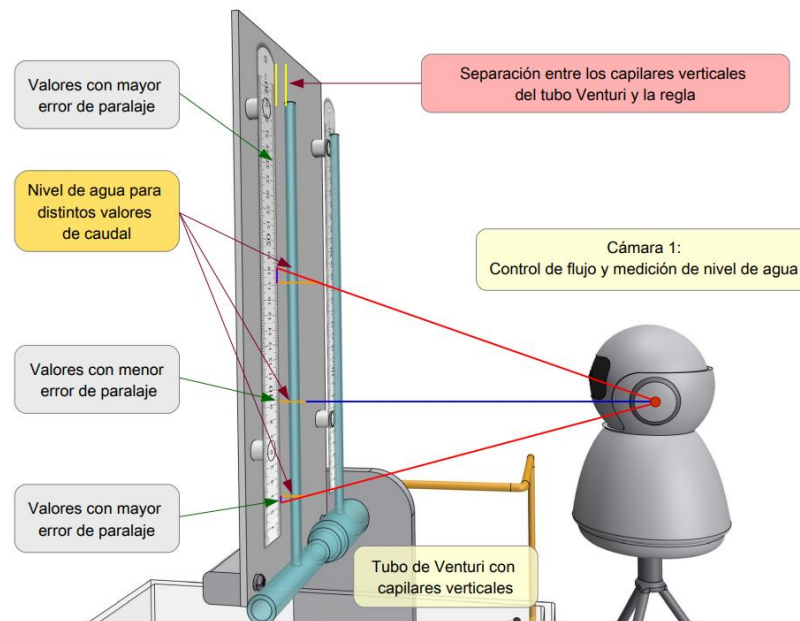 Valores con mayor
error de paralaje
Separación entre los capilares verticales
del tubo Venturi y la regla
Nivel de agua para
distintos valores
de caudal
Cámara 1:
Control de flujo y medición de nivel de agua
Valores con menor
error de paralaje
Valores con mayor
error de paralaje
Tubo de Venturi con
capilares verticales